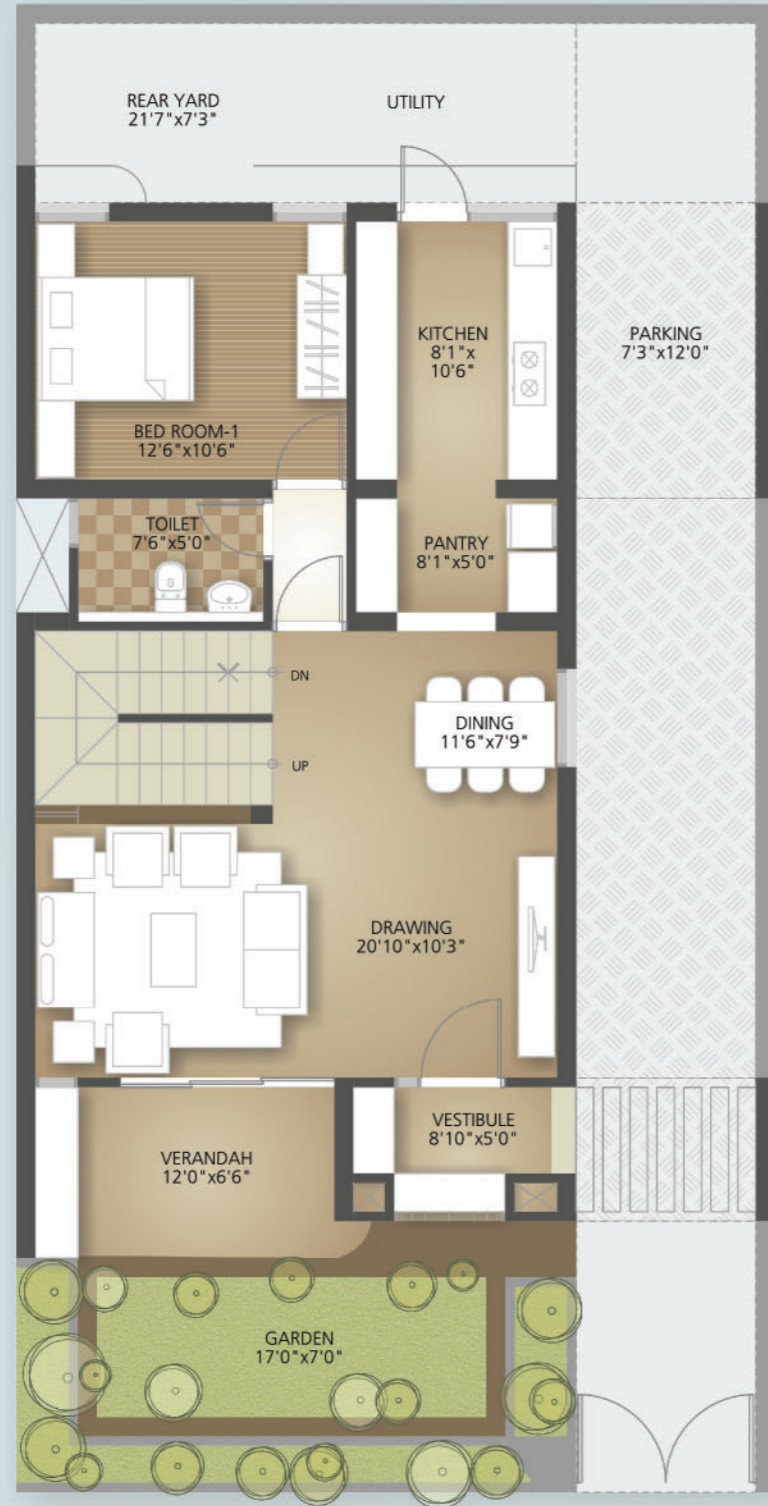 REAR YARD
21'7"x7'3"
UTILITY
KITCHEN
8'1"x
10'6"
PARKING
7'3"x12'0"
BED ROOM-1
12'6"x10'6"
TOILET
7'6"x5'0"
PANTRY
8'1"x5'0"
DN
DINING
11'6"x7'9"
UP
DRAWING
20'10"x10'3"
VESTIBULE
8'10"x5'0"
VERANDAH
12'0"x6'6"
GARDEN
17'0"x7'0"